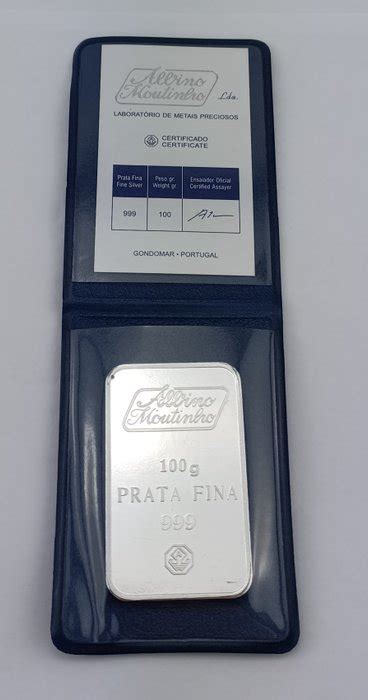 Albino
Moutinho Lda.
LABORATÓRIO DE METAIS PRECIOSOS
CERTIFICADO
CERTIFICATE
Prata Fina Peso gr. Ensaiador Oficial
Fine Silver Weight gr. Certified Assayer
999 100
GONDOMAR • PORTUGAL
Albino
Moutinho
100g
PRATA FINA
999